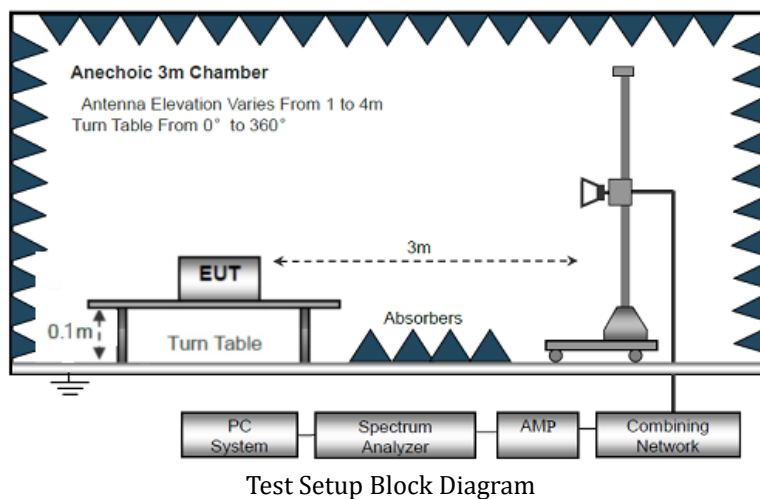 Anechoic 3m Chamber
Antenna Elevation Varies From 1 to 4m
Turn Table From 0° to 360°
3m
EUT
Absorbers
0.1m
Turn Table
PC
System
Spectrum
Analyzer
AMP
Combining
Network
Test Setup Block Diagram